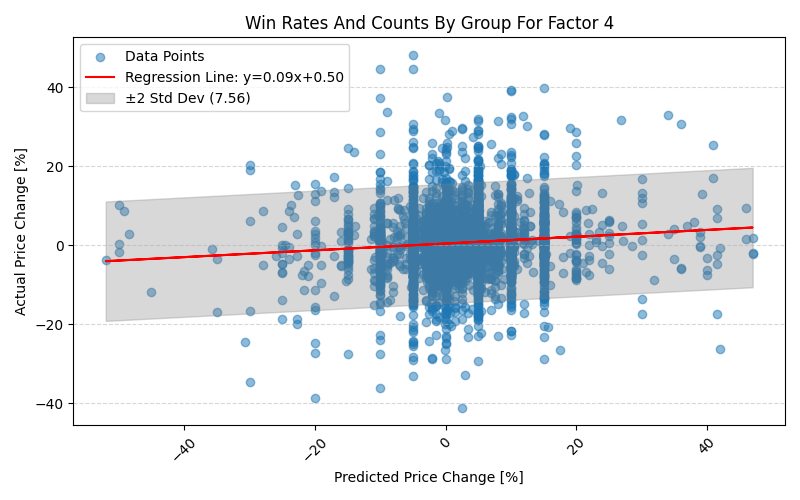 Win Rates And Counts By Group For Factor 4
Data Points
Regression Line: y=0.09x+0.50
±2 Std Dev (7.56)
Actual Price Change [%]
40
20
0
−20
−40
−40
−20
0
20
40
Predicted Price Change [%]